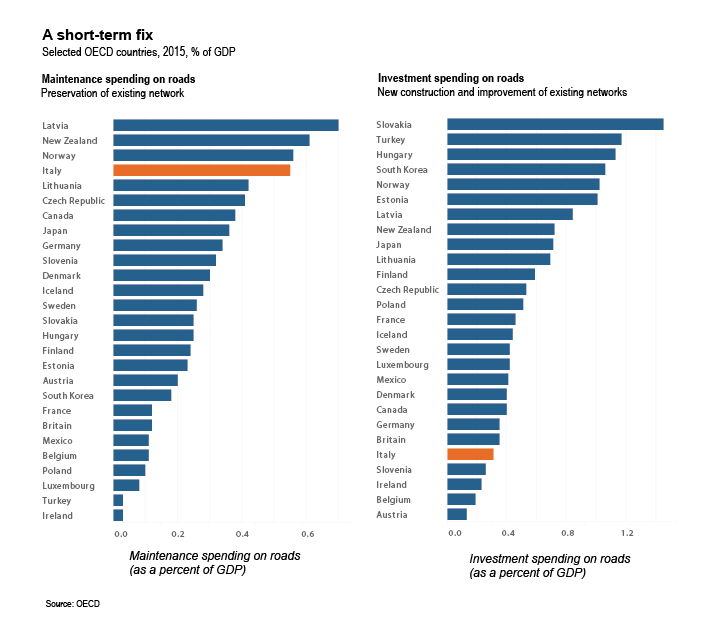 A short-term fix
Selected OECD countries, 2015, % of GDP
Maintenance spending on roads
Preservation of existing network
Latvia
New Zealand
Norway
Italy
Lithuania
Czech Republic
Canada
Japan
Germany
Slovenia
Denmark
Iceland
Sweden
Slovakia
Hungary
Finland
Estonia
Austria
South Korea
France
Britain
Mexico
Belgium
Poland
Luxembourg
Turkey
Ireland
0.0 0.2 0.4 0.6
Maintenance spending on roads
(as a percent of GDP)
Investment spending on roads
New construction and improvement of existing networks
Slovakia
Turkey
Hungary
South Korea
Norway
Estonia
Latvia
New Zealand
Japan
Lithuania
Finland
Czech Republic
Poland
France
Iceland
Sweden
Luxembourg
Mexico
Denmark
Canada
Germany
Britain
Italy
Slovenia
Ireland
Belgium
Austria
0.0 0.4 0.8 1.2
Investment spending on roads
(as a percent of GDP)
Source: OECD